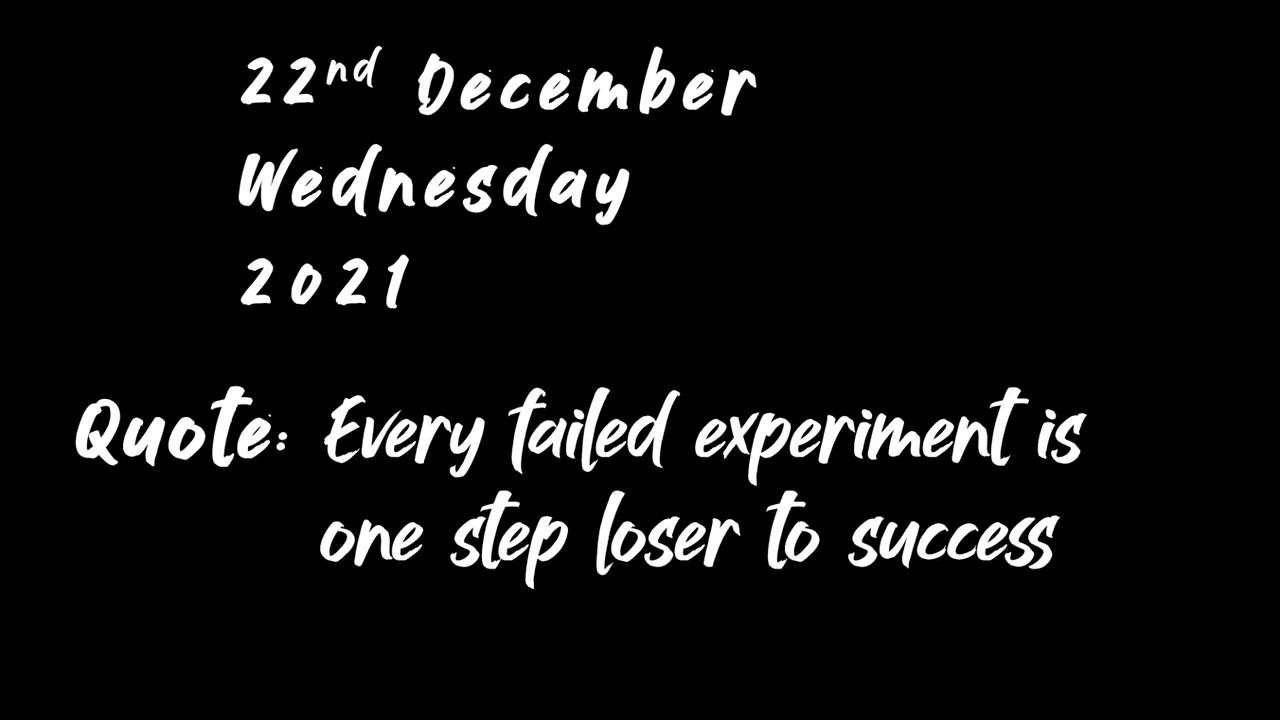 22nd December
Wednesday
2021
Quote: Every failed experiment is
one step loser to success